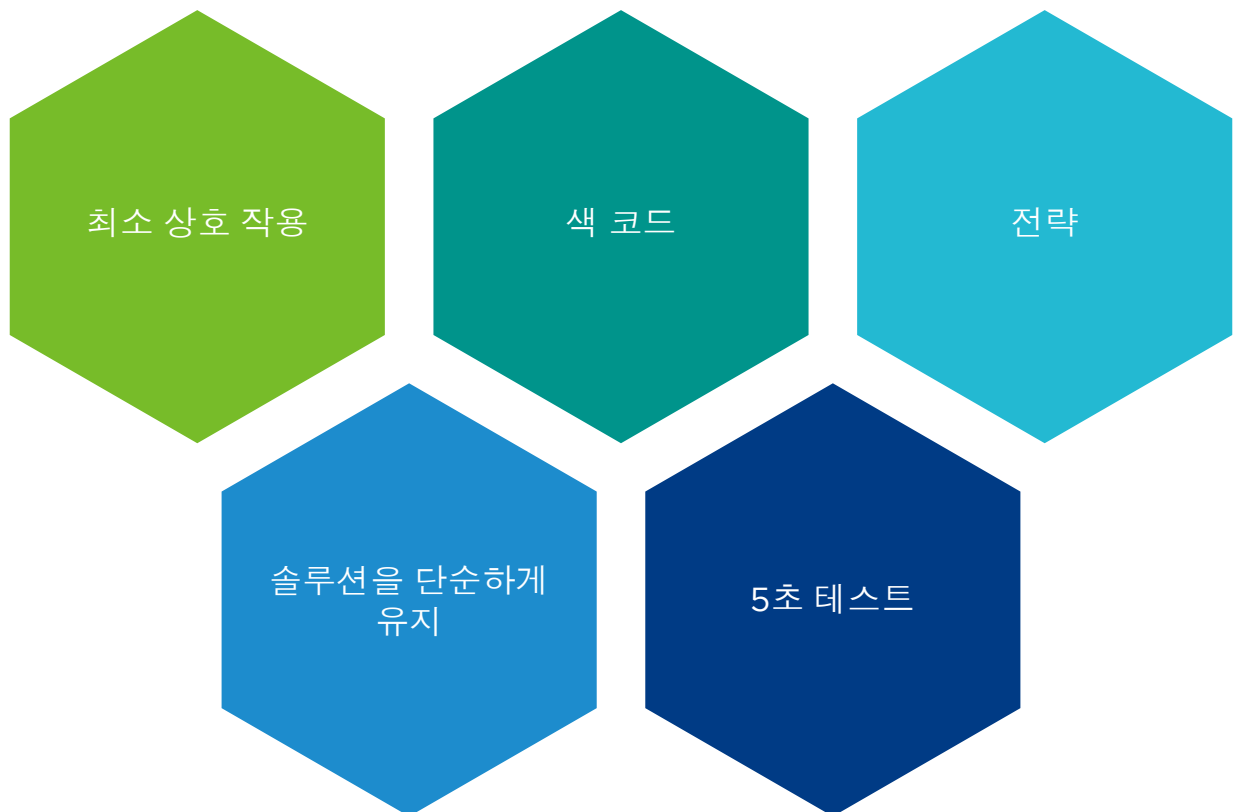 최소 상호 작용
색 코드
전략
솔루션을 단순하게
유지
5초 테스트